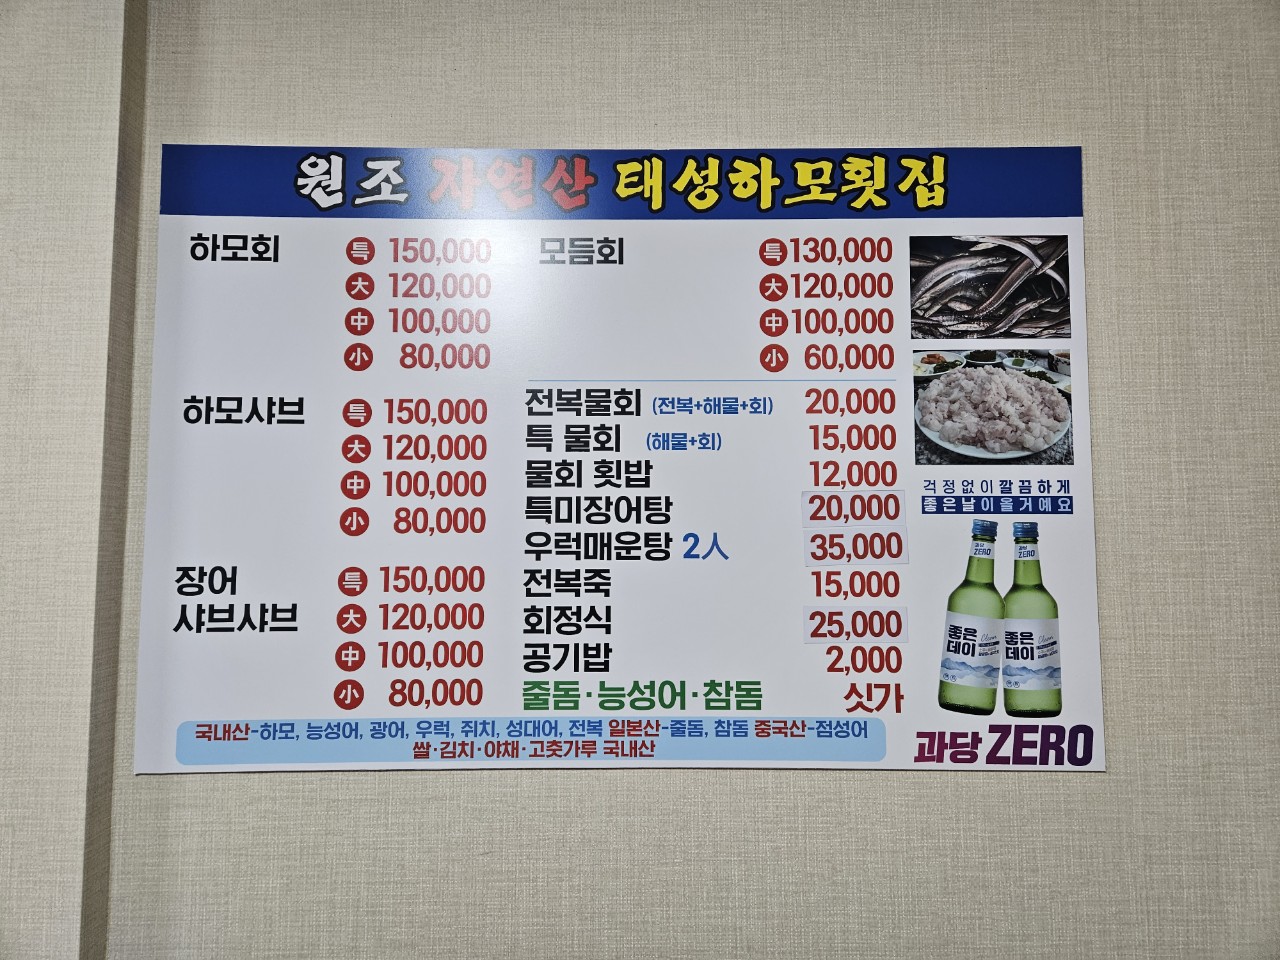 원조 자연산 태성하모횟집
하모회 特 150,000
大 120,000
中 100,000
小 80,000
하모샤브 特 150,000
大 120,000
中 100,000
小 80,000
장어
샤브샤브
特 150,000
大 120,000
中 100,000
小 80,000
모듬회 特 130,000
大 120,000
中 100,000
小 60,000
전복물회 (전복+해물+회) 20,000
특 물회 (해물+회) 15,000
물회 횟밥 12,000
특미장어탕 20,000
우럭매운탕 2人 35,000
전복죽 15,000
회정식 25,000
공기밥 2,000
줄돔·능성어·참돔 싯가
국내산-하모, 능성어, 광어, 우럭, 쥐치, 성대어, 전복 일본산-줄돔, 참돔 중국산-점성어
쌀·김치·야채·고춧가루 국내산
걱정없이깔끔하게
좋은날이올거예요
과당
ZERO
과당
ZERO
좋은
데이
좋은
데이
과당 ZERO